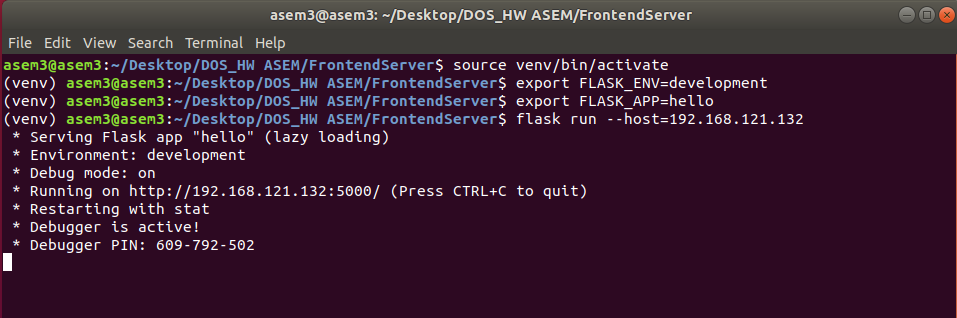 asem3@asem3: ~/Desktop/DOS_HW ASEM/FrontendServer
File Edit View Search Terminal Help
asem3@asem3:~/Desktop/DOS_HW ASEM/FrontendServer$ source venv/bin/activate
(venv) asem3@asem3:~/Desktop/DOS_HW ASEM/FrontendServer$ export FLASK_ENV=development
(venv) asem3@asem3:~/Desktop/DOS_HW ASEM/FrontendServer$ export FLASK_APP=hello
(venv) asem3@asem3:~/Desktop/DOS_HW ASEM/FrontendServer$ flask run --host=192.168.121.132
 * Serving Flask app "hello" (lazy loading)
 * Environment: development
 * Debug mode: on
 * Running on http://192.168.121.132:5000/ (Press CTRL+C to quit)
 * Restarting with stat
 * Debugger is active!
 * Debugger PIN: 609-792-502